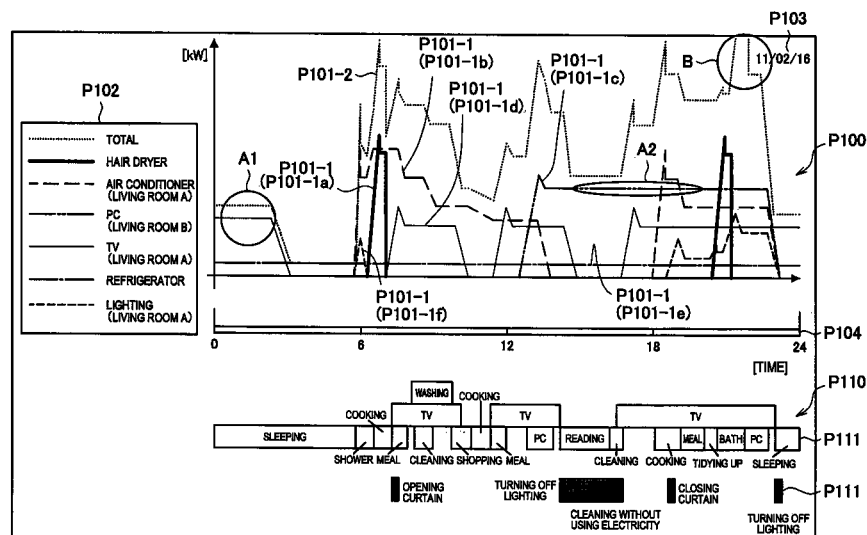 P103
[kW]
P101-1
(P101-1b)
P101-2
P101-1
(P101-1c)
B
11/02/16
P102
P101-1
(P101-1d)
P100
TOTAL
HAIR DRYER
AIR CONDITIONER
(LIVING ROOM A)
PC
(LIVING ROOM B)
TV
(LIVING ROOM A)
REFRIGERATOR
LIGHTING
(LIVING ROOM A)
A1
P101-1
(P101-1a)
A2
P101-1
(P101-1f)
P101-1
(P101-1e)
P104
0
6
12
18
24
[TIME]
P110
WASHING
COOKING
COOKING
TV
TV
TV
SLEEPING
PC
READING
MEAL
BATH
PC
P111
SHOWER
MEAL
CLEANING
SHOPPING
MEAL
CLEANING
COOKING
TIDYING UP
SLEEPING
OPENING
CURTAIN
TURNING OFF
LIGHTING
CLOSING
CURTAIN
P111
CLEANING WITHOUT
USING ELECTRICITY
TURNING OFF
LIGHTING